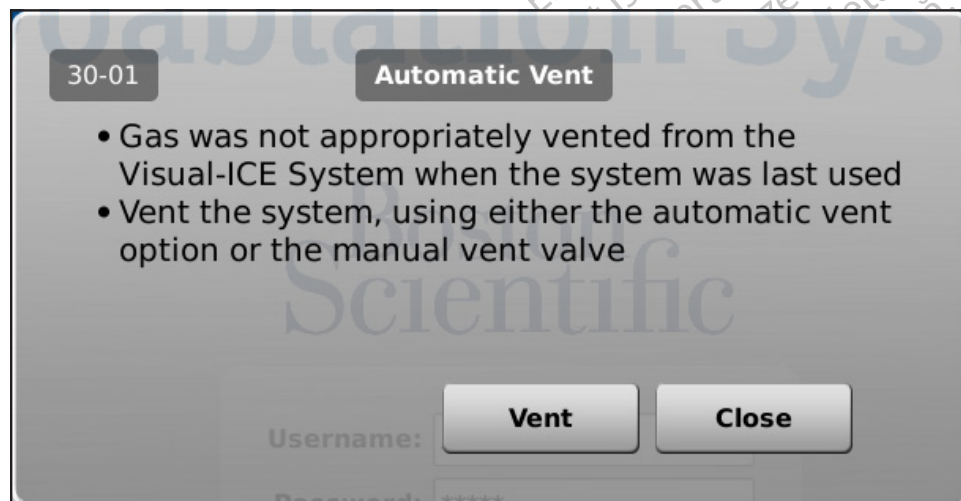 30-01
Automatic Vent
• Gas was not appropriately vented from the
Visual-ICE System when the system was last used
• Vent the system, using either the automatic vent
option or the manual vent valve
Boston
Scientific
Vent
Close
Username:
Password: *****